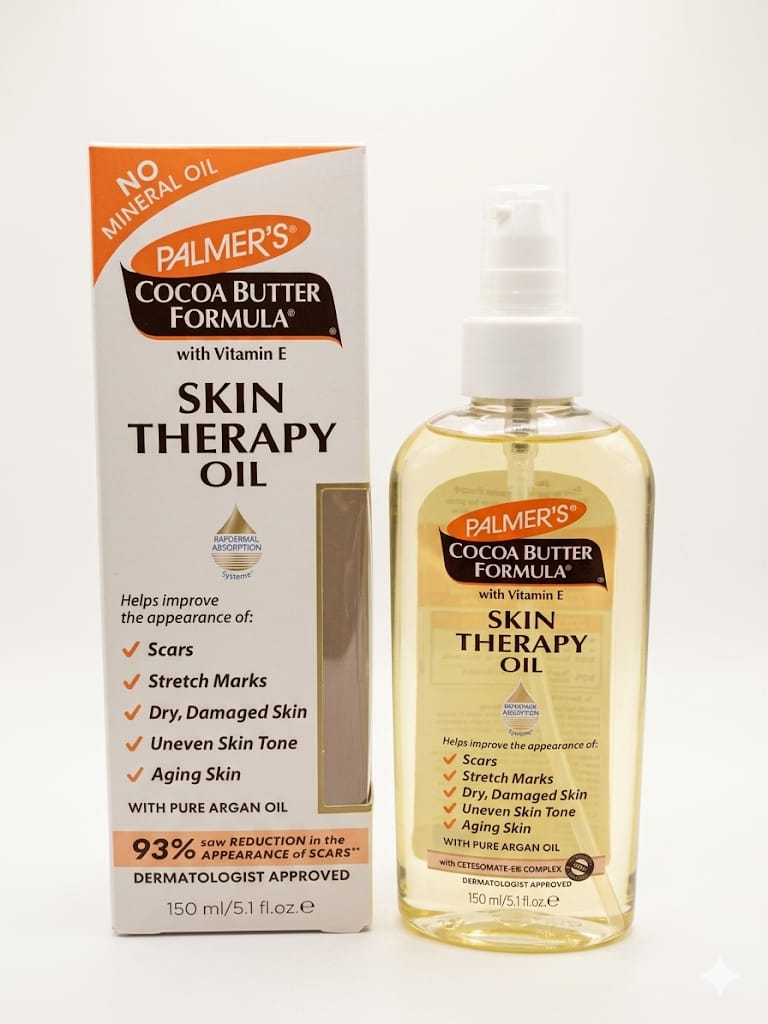 NO
MINERAL OIL
PALMER'S®
COCOA BUTTER
FORMULA®
®
with Vitamin E
SKIN
THERAPY
OIL
RAPDERMAL
ABSORPTION
Systeme
Helps improve
the appearance of:
Scars
Stretch Marks
Dry, Damaged Skin
Uneven Skin Tone
Aging Skin
WITH PURE ARGAN OIL
93% saw REDUCTION in the
APPEARANCE of SCARS**
DERMATOLOGIST APPROVED
150 ml/5.1 fl.oz.℮
PALMER'S®
COCOA BUTTER
FORMULA®
®
with Vitamin E
SKIN
THERAPY
OIL
ABSORPTION
Helps improve the appearance of:
Scars
Stretch Marks
Dry, Damaged Skin
Uneven Skin Tone
Aging Skin
WITH PURE ARGAN OIL
with CETESOMATE-E® COMPLEX
DERMATOLOGIST APPROVED
150 ml/5.1 fl.oz.℮